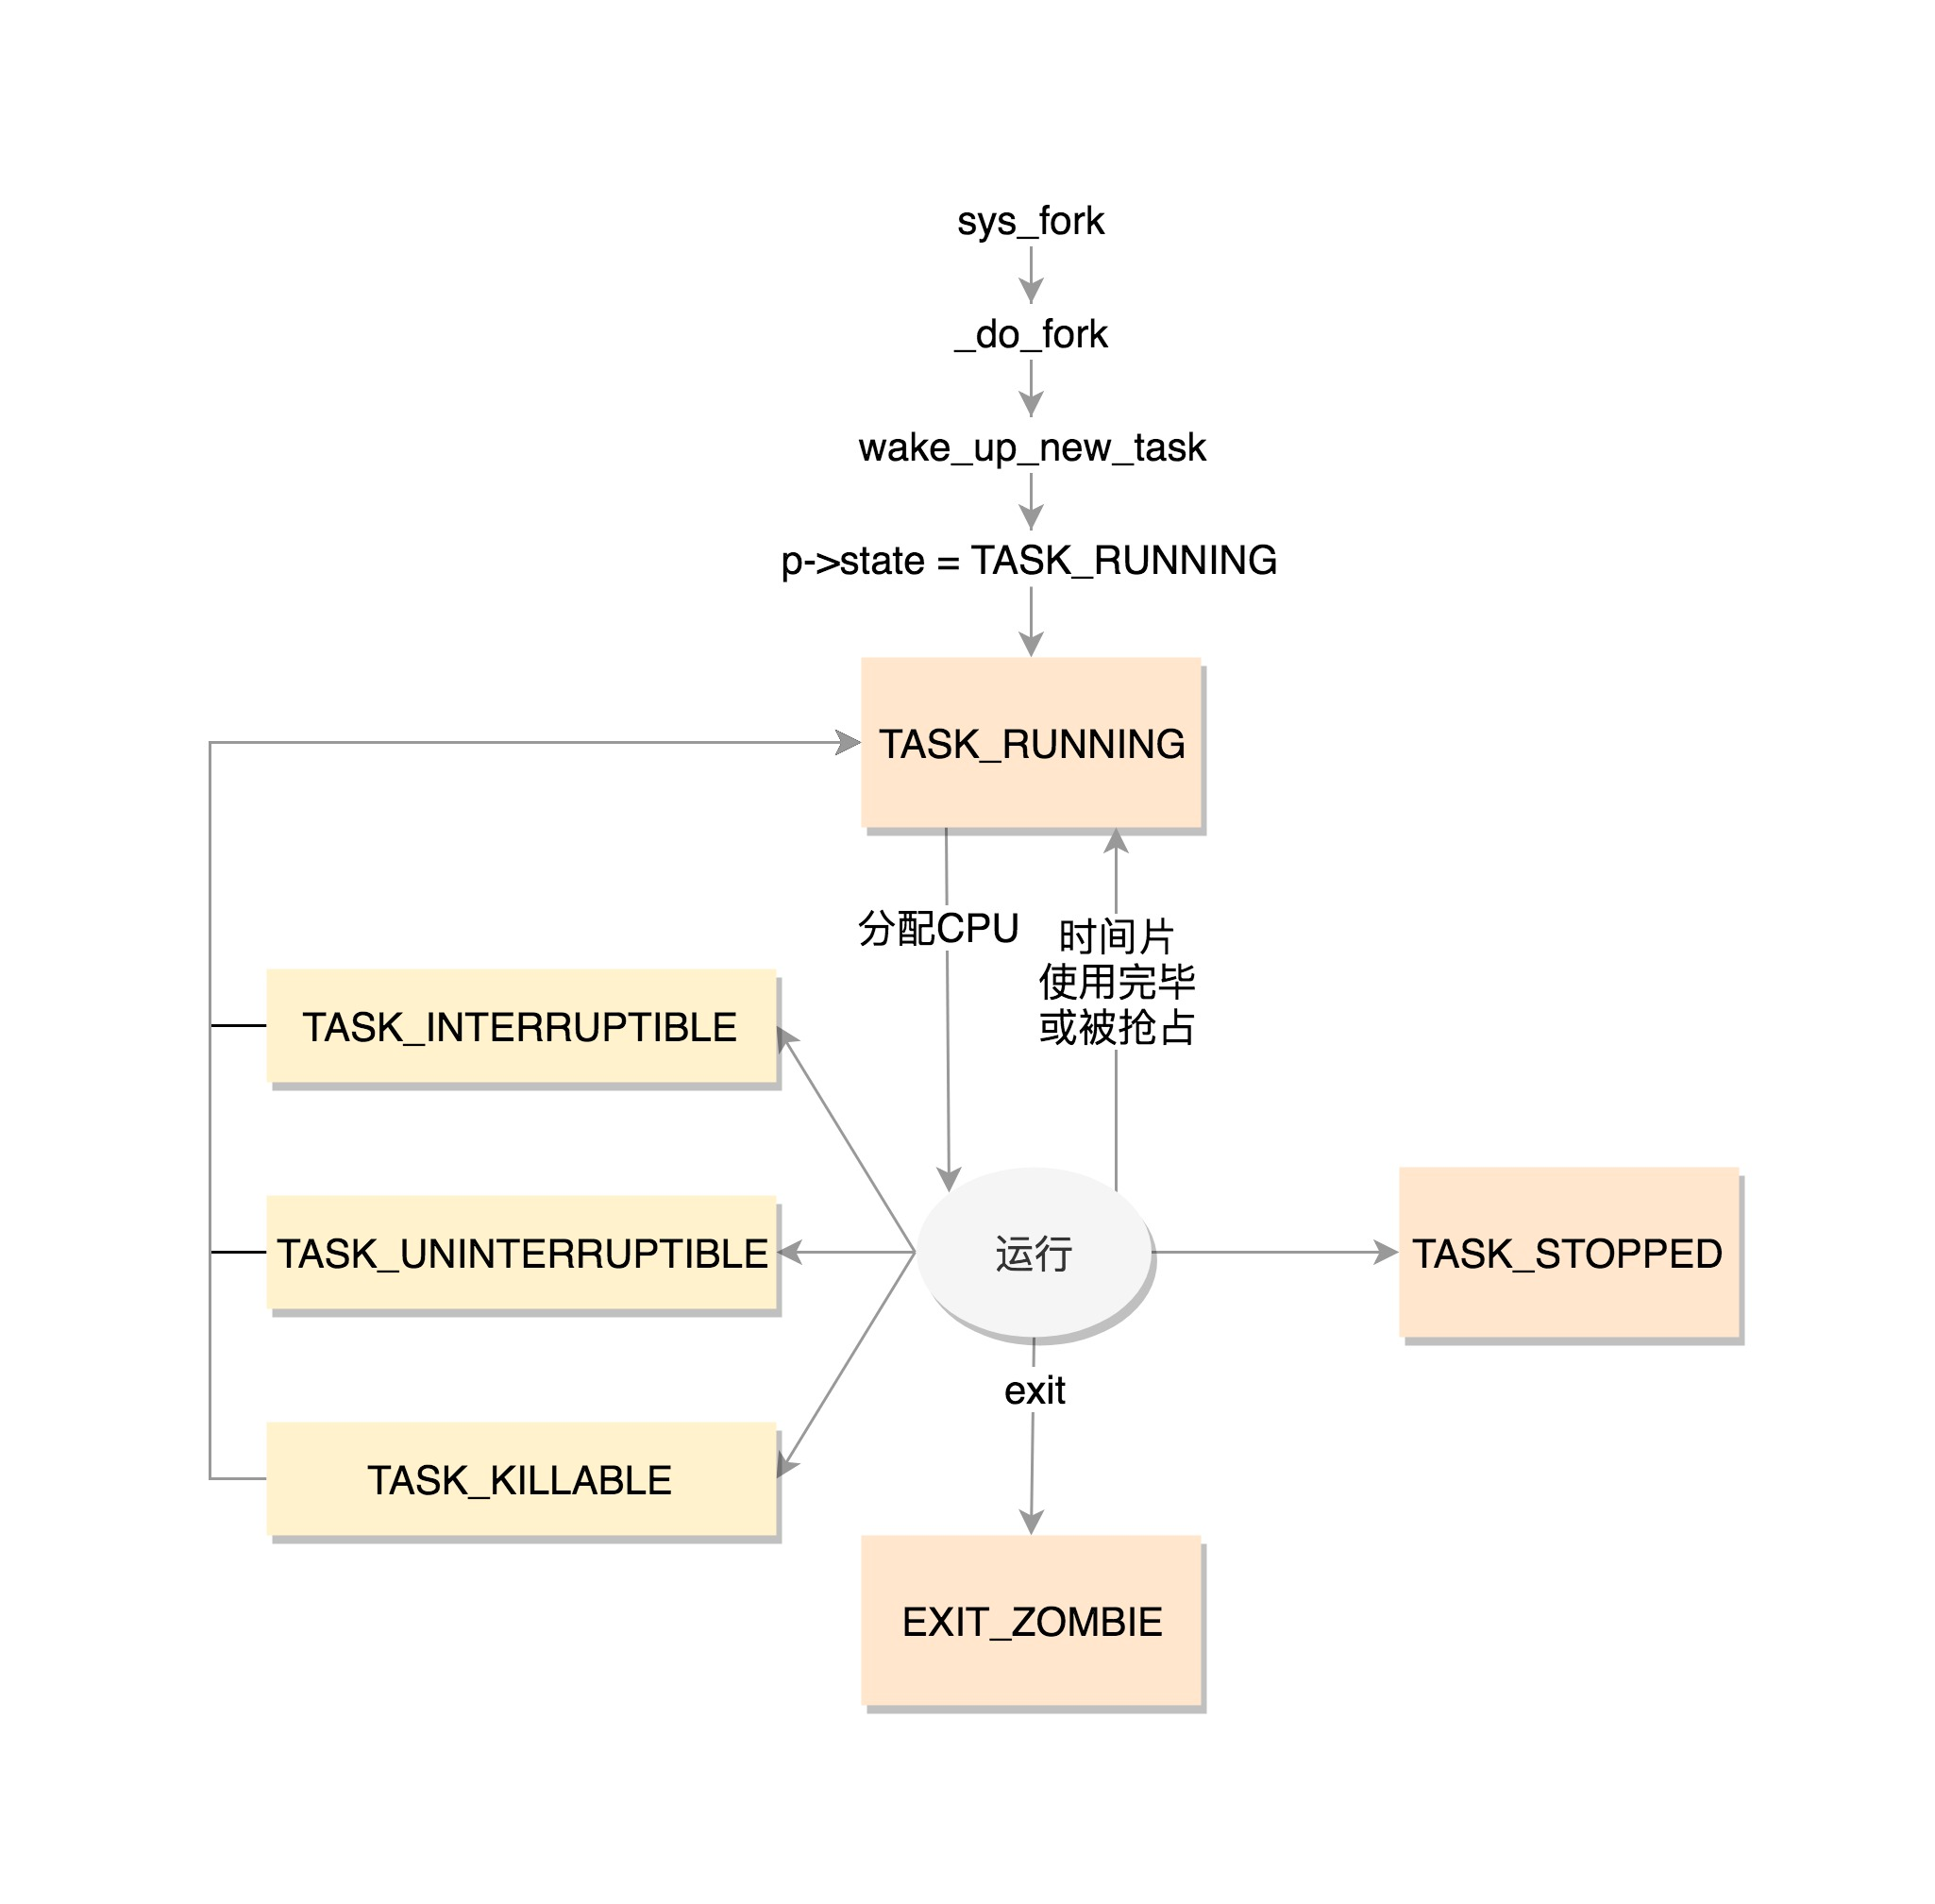 sys_fork
_do_fork
wake_up_new_task
p->state = TASK_RUNNING
TASK_RUNNING
分配CPU
时间片
使用完毕
或被抢占
TASK_INTERRUPTIBLE
TASK_UNINTERRUPTIBLE
运行
TASK_STOPPED
exit
TASK_KILLABLE
EXIT_ZOMBIE